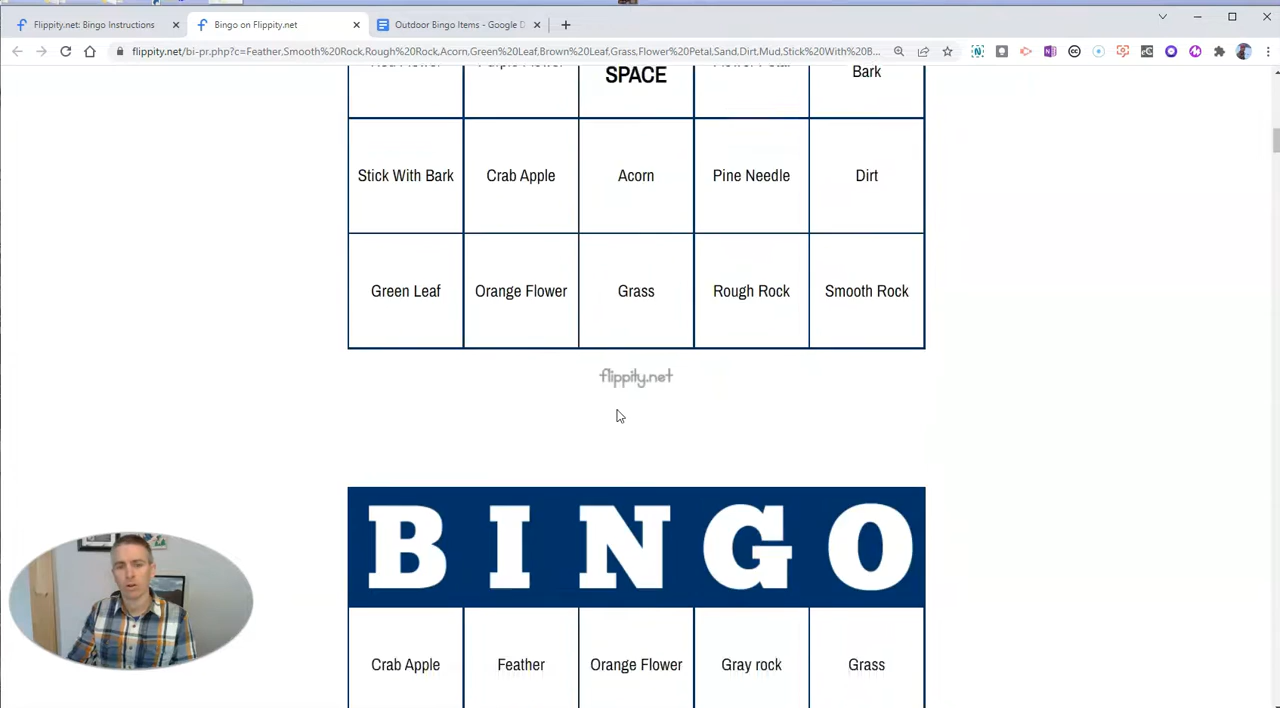 Flippity.net: Bingo Instructions
Bingo on Flippity.net
Outdoor Bingo Items - Google D
flippity.net/bi-pr.php?c=Feather,Smooth%20Rock,Rough%20Rock,Acorn,Green%20Leaf,Brown%20Leaf,Grass,Flower%20Petal,Sand,Dirt,Mud,Stick%20With%20B...
SPACE
Bark
Stick With Bark Crab Apple Acorn Pine Needle Dirt
Green Leaf Orange Flower Grass Rough Rock Smooth Rock
flippity.net
BINGO
Crab Apple Feather Orange Flower Gray rock Grass